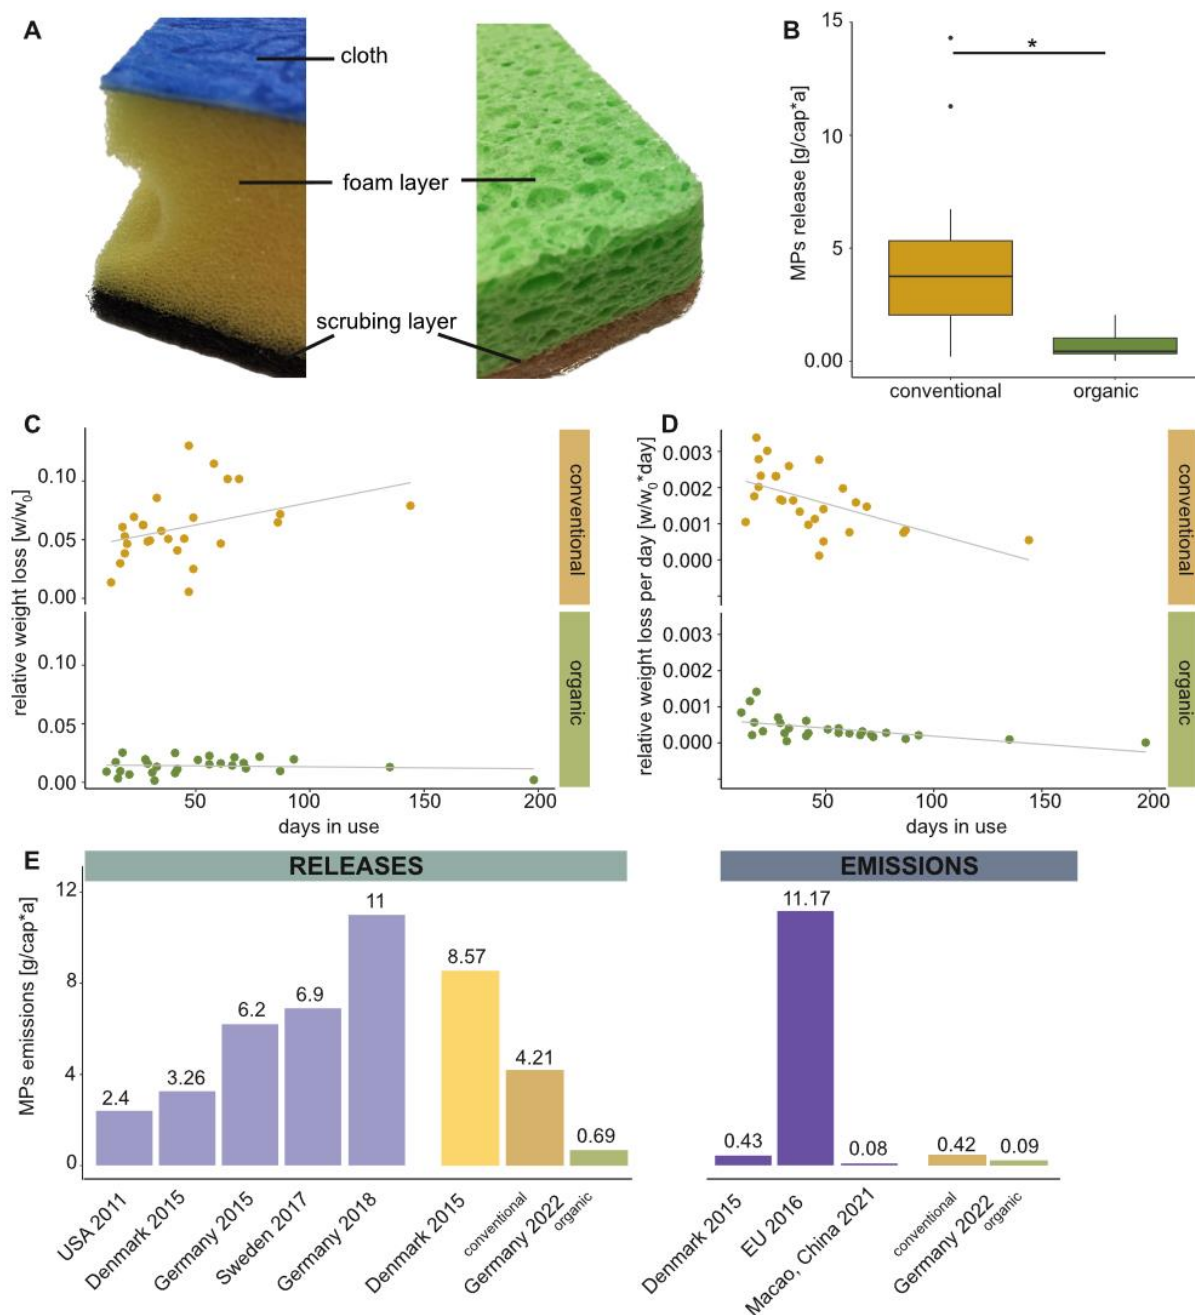 A
cloth
foam layer
scrubing layer
B
MPs release [g/cap*a]
15
15
5
0.00
*
conventional
organic
C
relative weight loss [w/w0]
0.10
0.05
0.00
conventional
0.10
0.05
0.00
organic
50
100
150
200
days in use
D
relative weight loss per day [w/w0*day]
0.003
0.002
0.001
0.000
conventional
0.003
0.002
0.001
0.000
organic
50
100
150
200
days in use
E
RELEASES
MPs emissions [g/cap*a]
12
8
4
0
2.4
3.26
6.2
6.9
11
8.57
4.21
0.69
USA 2011
Denmark 2015
Germany 2015
Sweden 2017
Germany 2018
Denmark 2015
conventional
Germany 2022
organic
EMISSIONS
0.43
11.17
0.08
0.42
0.09
Denmark 2015
EU 2016
Macao, China 2021
conventional
Germany 2022
organic